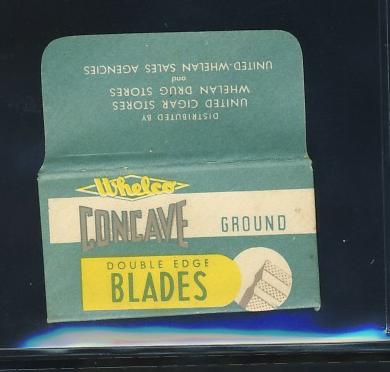 DISTRIBUTED BY
UNITED CIGAR STORES
WHELAN DRUG STORES
and
UNITED-WHELAN SALES AGENCIES
Whelco
CONCAVE
GROUND
DOUBLE EDGE
BLADES